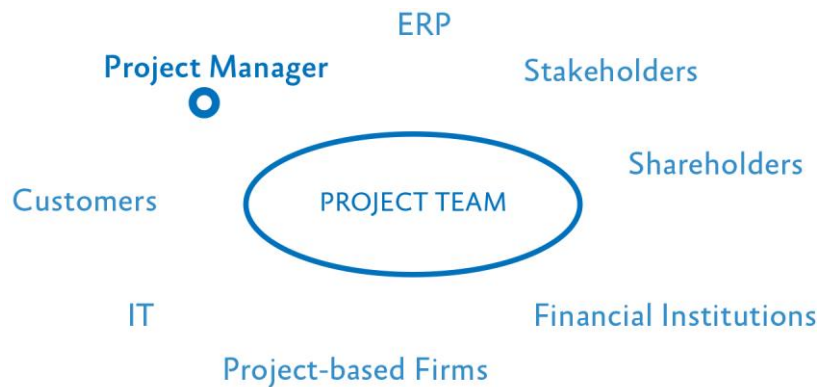 ERP
Project Manager
Stakeholders
Shareholders
Customers
PROJECT TEAM
IT
Financial Institutions
Project-based Firms